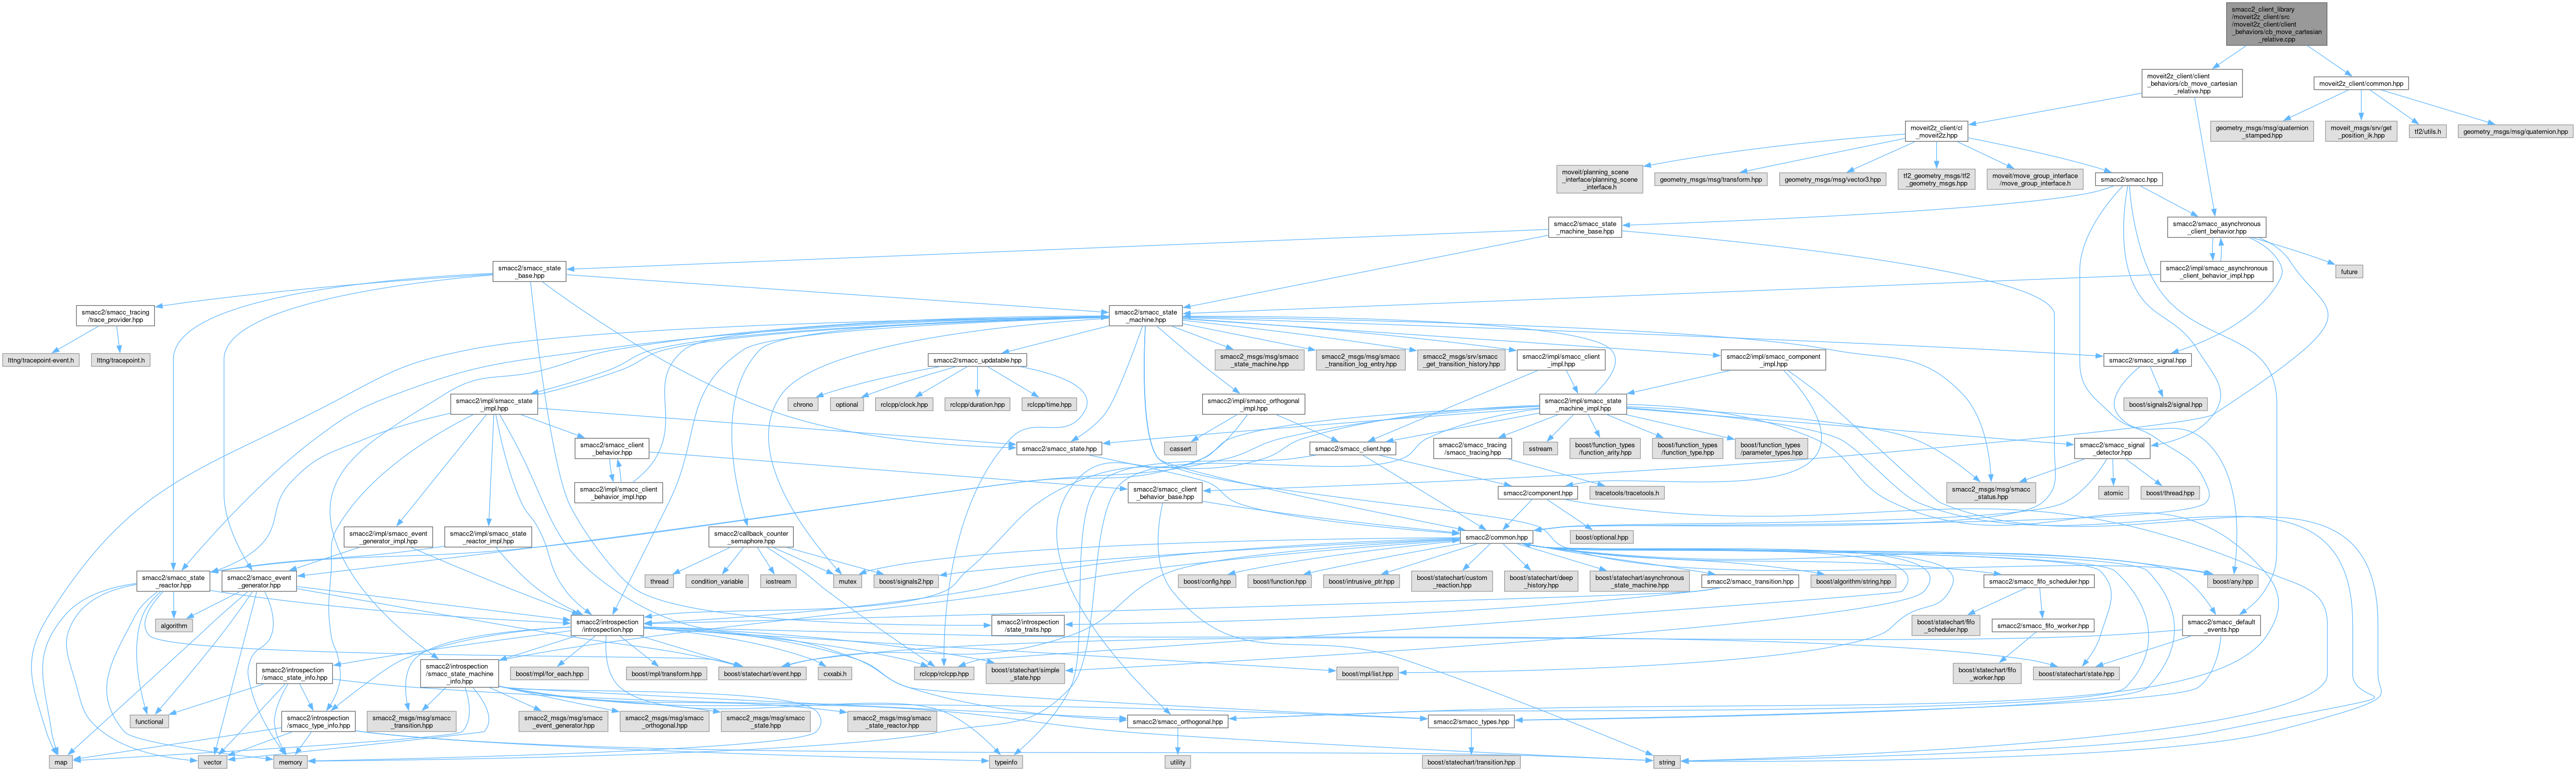 smacc2_client_library
/moveit2z_client/src
/moveit2z_client/client
_behaviors/cb_move_cartesian
_relative.cpp
moveit2z_client/client
_behaviors/cb_move_cartesian
_relative.hpp
moveit2z_client/common.hpp
moveit2z_client/cl
_moveit2z.hpp
geometry_msgs/msg/quaternion
_stamped.hpp
moveit_msgs/srv/get
_position_ik.hpp
tf2/utils.h
geometry_msgs/msg/quaternion.hpp
moveit/planning_scene
_interface/planning_scene
_interface.h
geometry_msgs/msg/transform.hpp
geometry_msgs/msg/vector3.hpp
tf2_geometry_msgs/tf2
_geometry_msgs.hpp
moveit/move_group_interface
/move_group_interface.h
smacc2/smacc.hpp
smacc2/smacc_state
_machine_base.hpp
smacc2/smacc_asynchronous
_client_behavior.hpp
smacc2/smacc_state
_base.hpp
smacc2/impl/smacc_asynchronous
_client_behavior_impl.hpp
future
smacc2/smacc_tracing
/trace_provider.hpp
smacc2/smacc_state
_machine.hpp
lttng/tracepoint-event.h
lttng/tracepoint.h
smacc2/smacc_updatable.hpp
smacc2_msgs/msg/smacc
_state_machine.hpp
smacc2_msgs/msg/smacc
_transition_log_entry.hpp
smacc2_msgs/srv/smacc
_get_transition_history.hpp
smacc2/impl/smacc_client
_impl.hpp
smacc2/impl/smacc_component
_impl.hpp
smacc2/smacc_signal.hpp
smacc2/impl/smacc_state
_impl.hpp
chrono
optional
rclcpp/clock.hpp
rclcpp/duration.hpp
rclcpp/time.hpp
smacc2/impl/smacc_orthogonal
_impl.hpp
smacc2/impl/smacc_state
_machine_impl.hpp
boost/signals2/signal.hpp
smacc2/smacc_client
_behavior.hpp
smacc2/smacc_state.hpp
cassert
smacc2/smacc_client.hpp
smacc2/smacc_tracing
/smacc_tracing.hpp
sstream
boost/function_types
/function_arity.hpp
boost/function_types
/function_type.hpp
boost/function_types
/parameter_types.hpp
smacc2/smacc_signal
_detector.hpp
smacc2/impl/smacc_client
_behavior_impl.hpp
smacc2/smacc_client
_behavior_base.hpp
smacc2/component.hpp
tracetools/tracetools.h
smacc2_msgs/msg/smacc
_status.hpp
atomic
boost/thread.hpp
smacc2/impl/smacc_event
_generator_impl.hpp
smacc2/impl/smacc_state
_reactor_impl.hpp
smacc2/callback_counter
_semaphore.hpp
smacc2/common.hpp
boost/optional.hpp
smacc2/smacc_state
_reactor.hpp
smacc2/smacc_event
_generator.hpp
thread
condition_variable
iostream
mutex
boost/signals2.hpp
boost/config.hpp
boost/function.hpp
boost/intrusive_ptr.hpp
boost/statechart/custom
_reaction.hpp
boost/statechart/deep
_history.hpp
boost/statechart/asynchronous
_state_machine.hpp
smacc2/smacc_transition.hpp
boost/algorithm/string.hpp
smacc2/smacc_fifo_scheduler.hpp
boost/any.hpp
algorithm
smacc2/introspection
/introspection.hpp
smacc2/introspection
/state_traits.hpp
boost/statechart/fifo
_scheduler.hpp
smacc2/smacc_fifo_worker.hpp
smacc2/smacc_default
_events.hpp
smacc2/introspection
/smacc_state_info.hpp
smacc2/introspection
/smacc_state_machine
_info.hpp
boost/mpl/for_each.hpp
boost/mpl/transform.hpp
boost/statechart/event.hpp
cxxabi.h
rclcpp/rclcpp.hpp
boost/statechart/simple
_state.hpp
boost/mpl/list.hpp
boost/statechart/fifo
_worker.hpp
boost/statechart/state.hpp
functional
smacc2/introspection
/smacc_type_info.hpp
smacc2_msgs/msg/smacc
_transition.hpp
smacc2_msgs/msg/smacc
_event_generator.hpp
smacc2_msgs/msg/smacc
_orthogonal.hpp
smacc2_msgs/msg/smacc
_state.hpp
smacc2_msgs/msg/smacc
_state_reactor.hpp
smacc2/smacc_orthogonal.hpp
smacc2/smacc_types.hpp
map
vector
memory
typeinfo
utility
boost/statechart/transition.hpp
string